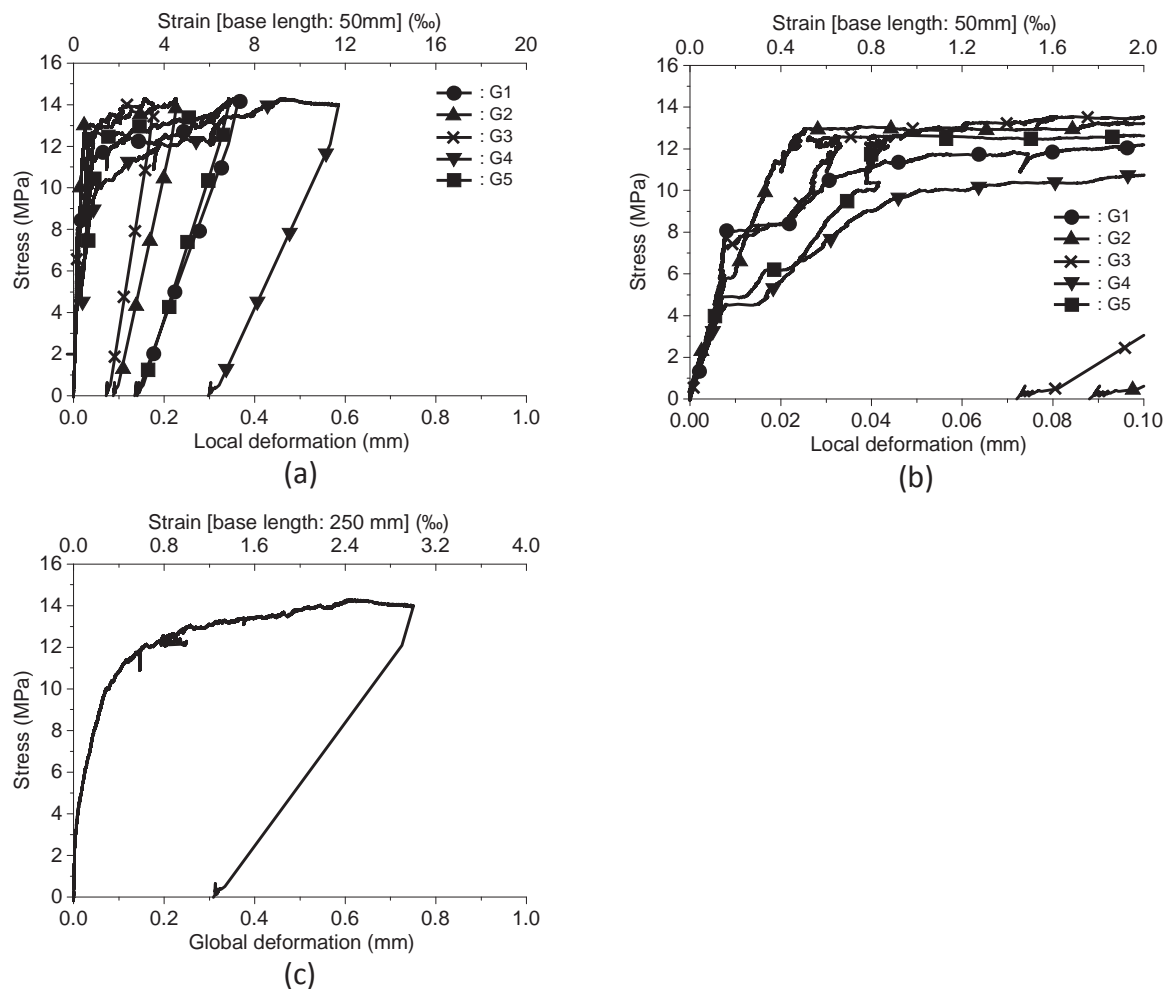 Strain [base length: 50mm] (‰)
0 4 8 12 16 20
16
14
12
10
8
6
4
2
0
Stress (MPa)
: G1
: G2
: G3
: G4
: G5
0.0 0.2 0.4 0.6 0.8 1.0
Local deformation (mm)
(a)
Strain [base length: 50mm] (‰)
0.0 0.4 0.8 1.2 1.6 2.0
16
14
12
10
8
6
4
2
0
Stress (MPa)
: G1
: G2
: G3
: G4
: G5
0.00 0.02 0.04 0.06 0.08 0.10
Local deformation (mm)
(b)
Strain [base length: 250 mm] (‰)
0.0 0.8 1.6 2.4 3.2 4.0
16
14
12
10
8
6
4
2
0
Stress (MPa)
0.0 0.2 0.4 0.6 0.8 1.0
Global deformation (mm)
(c)